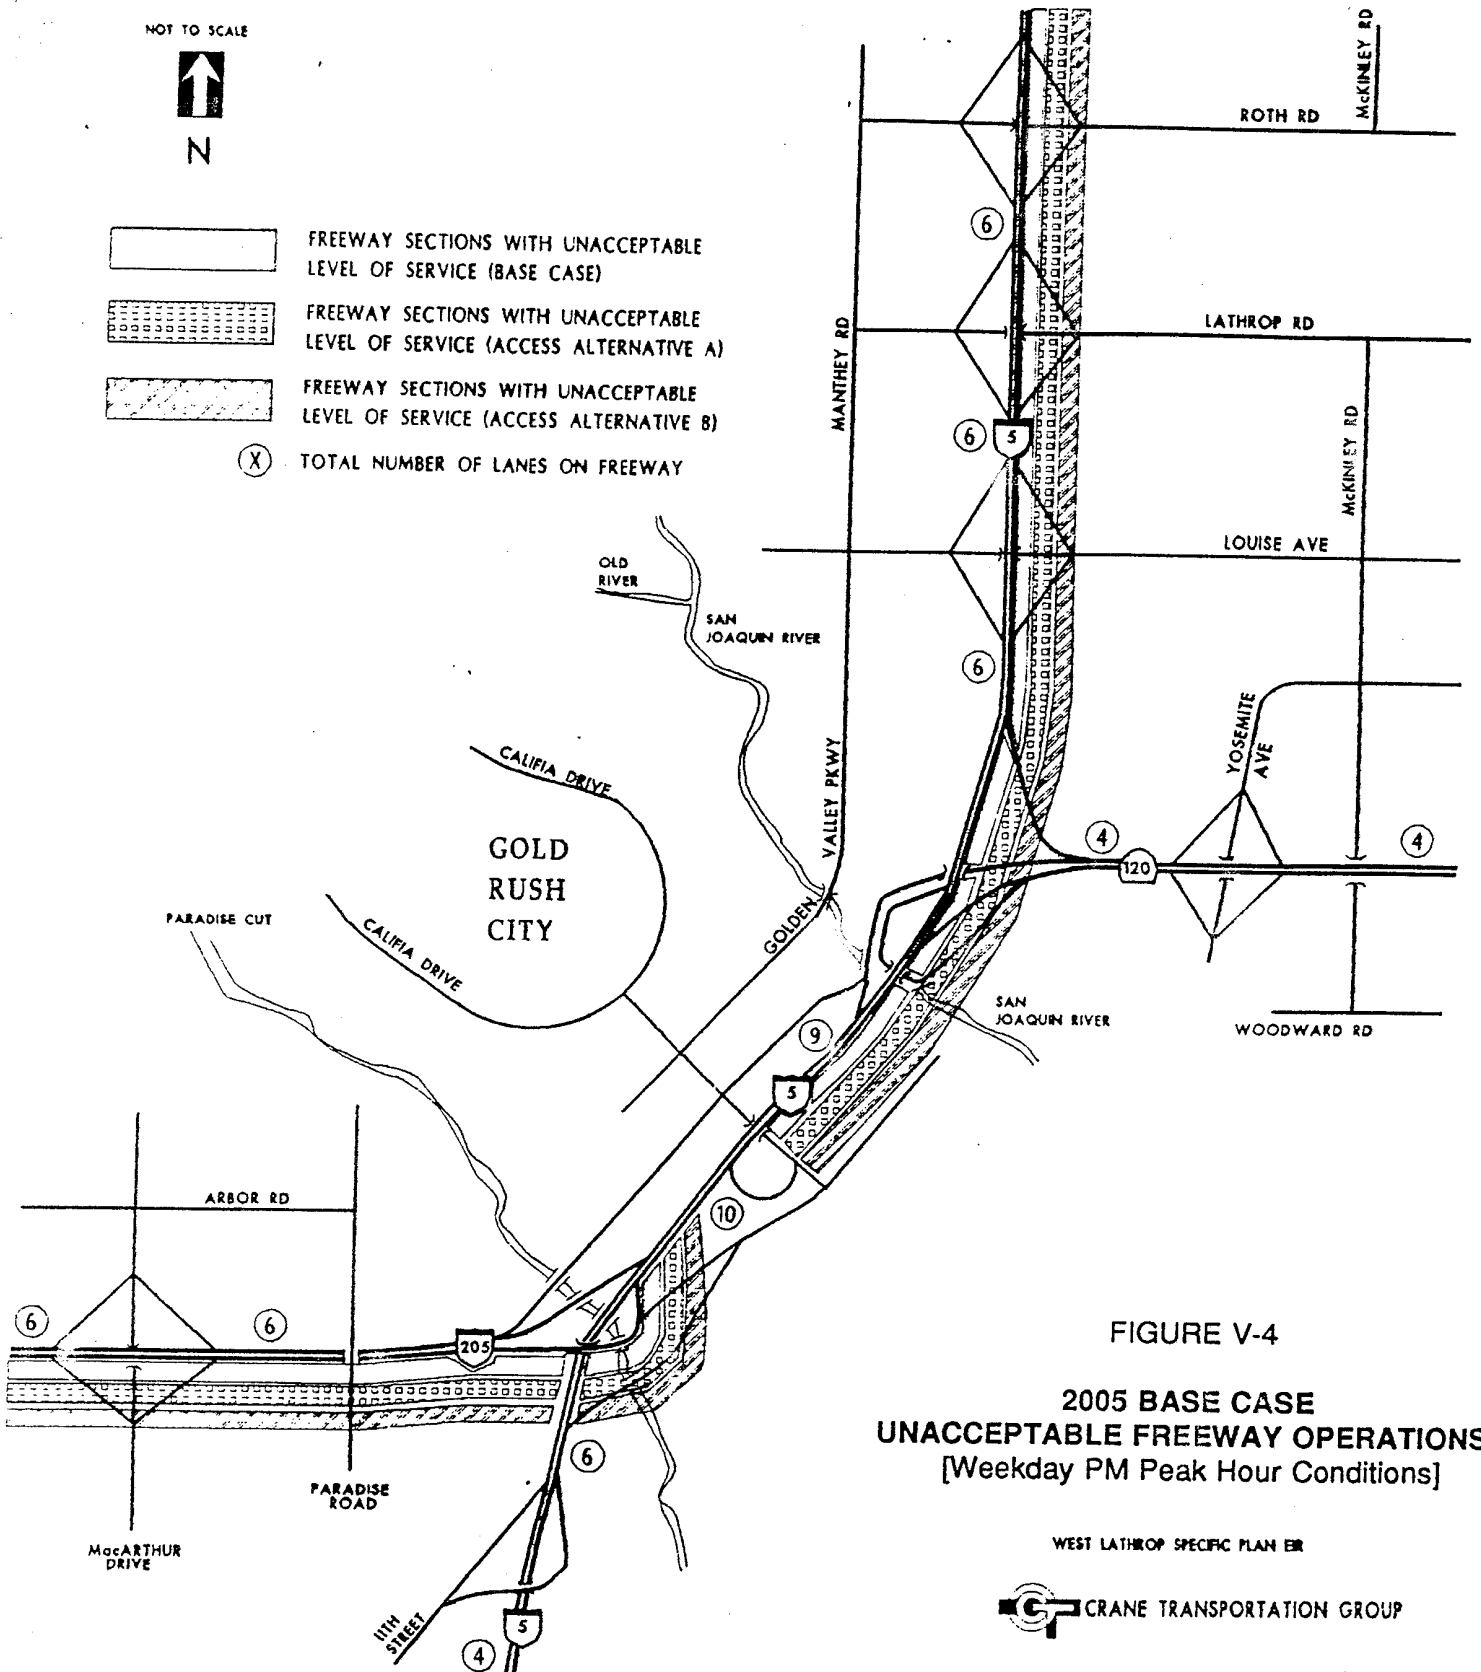 NOT TO SCALE
N
FREEWAY SECTIONS WITH UNACCEPTABLE
LEVEL OF SERVICE (BASE CASE)
FREEWAY SECTIONS WITH UNACCEPTABLE
LEVEL OF SERVICE (ACCESS ALTERNATIVE A)
FREEWAY SECTIONS WITH UNACCEPTABLE
LEVEL OF SERVICE (ACCESS ALTERNATIVE B)
X TOTAL NUMBER OF LANES ON FREEWAY
McKINLEY RD
ROTH RD
6
MANTHEY RD
LATHROP RD
6
5
McKINLEY RD
LOUISE AVE
OLD
RIVER
SAN
JOAQUIN RIVER
6
YOSEMITE
AVE
CALIFIA DRIVE
VALLEY PKWY
GOLD
RUSH
CITY
4
120
4
PARADISE CUT
CALIFIA DRIVE
GOLDEN
SAN
JOAQUIN RIVER
WOODWARD RD
9
5
ARBOR RD
10
6
6
205
PARADISE
ROAD
6
MacARTHUR
DRIVE
11TH
STREET
5
4
FIGURE V-4
2005 BASE CASE
UNACCEPTABLE FREEWAY OPERATIONS
[Weekday PM Peak Hour Conditions]
WEST LATHROP SPECIFIC PLAN EIR
CRANE TRANSPORTATION GROUP